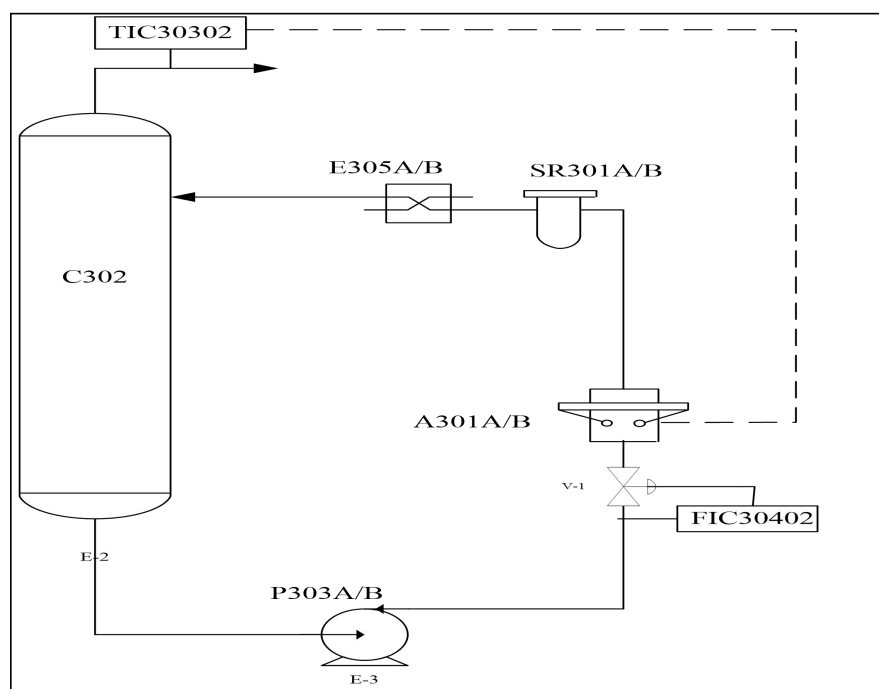 TIC30302
E305A/B
SR301A/B
C302
A301A/B
V-1
FIC30402
E-2
P303A/B
E-3